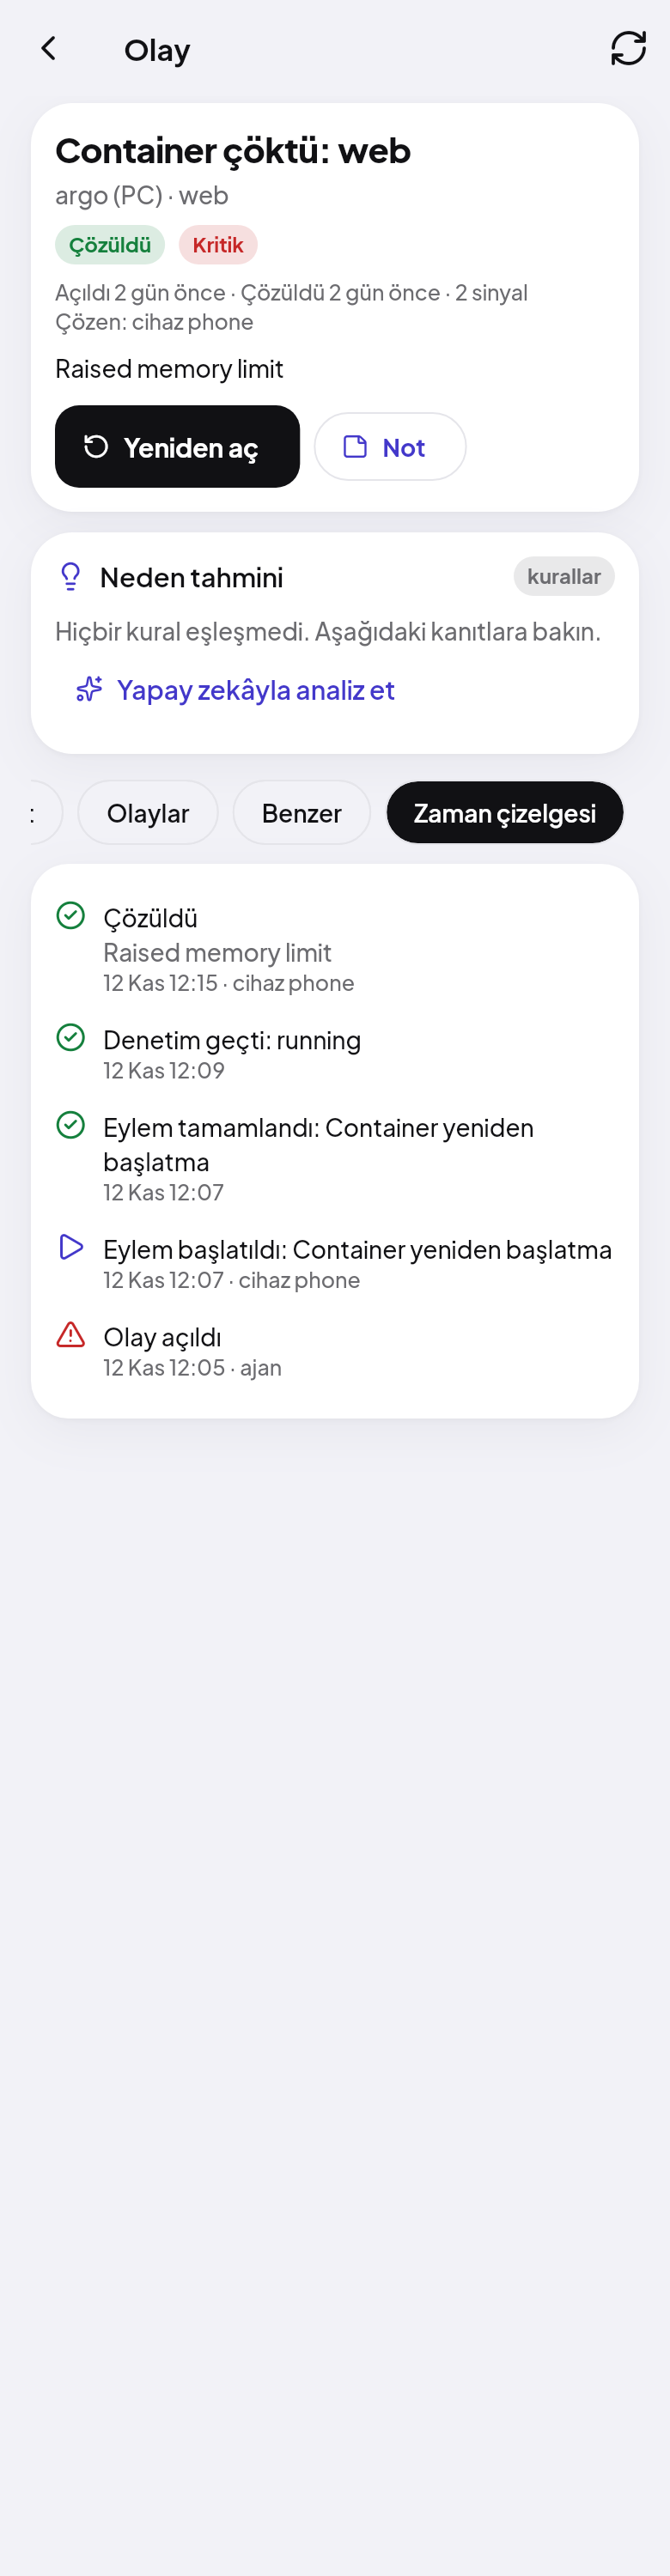 Olay
Container çöktü: web
argo (PC) · web
Çözüldü
Kritik
Açıldı 2 gün önce · Çözüldü 2 gün önce · 2 sinyal
Çözen: cihaz phone
Raised memory limit
Yeniden aç
Not
Neden tahmini
kurallar
Hiçbir kural eşleşmedi. Aşağıdaki kanıtlara bakın.
Yapay zekâyla analiz et
Olaylar
Benzer
Zaman çizelgesi
Çözüldü
Raised memory limit
12 Kas 12:15 · cihaz phone
Denetim geçti: running
12 Kas 12:09
Eylem tamamlandı: Container yeniden
başlatma
12 Kas 12:07
Eylem başlatıldı: Container yeniden başlatma
12 Kas 12:07 · cihaz phone
Olay açıldı
12 Kas 12:05 · ajan